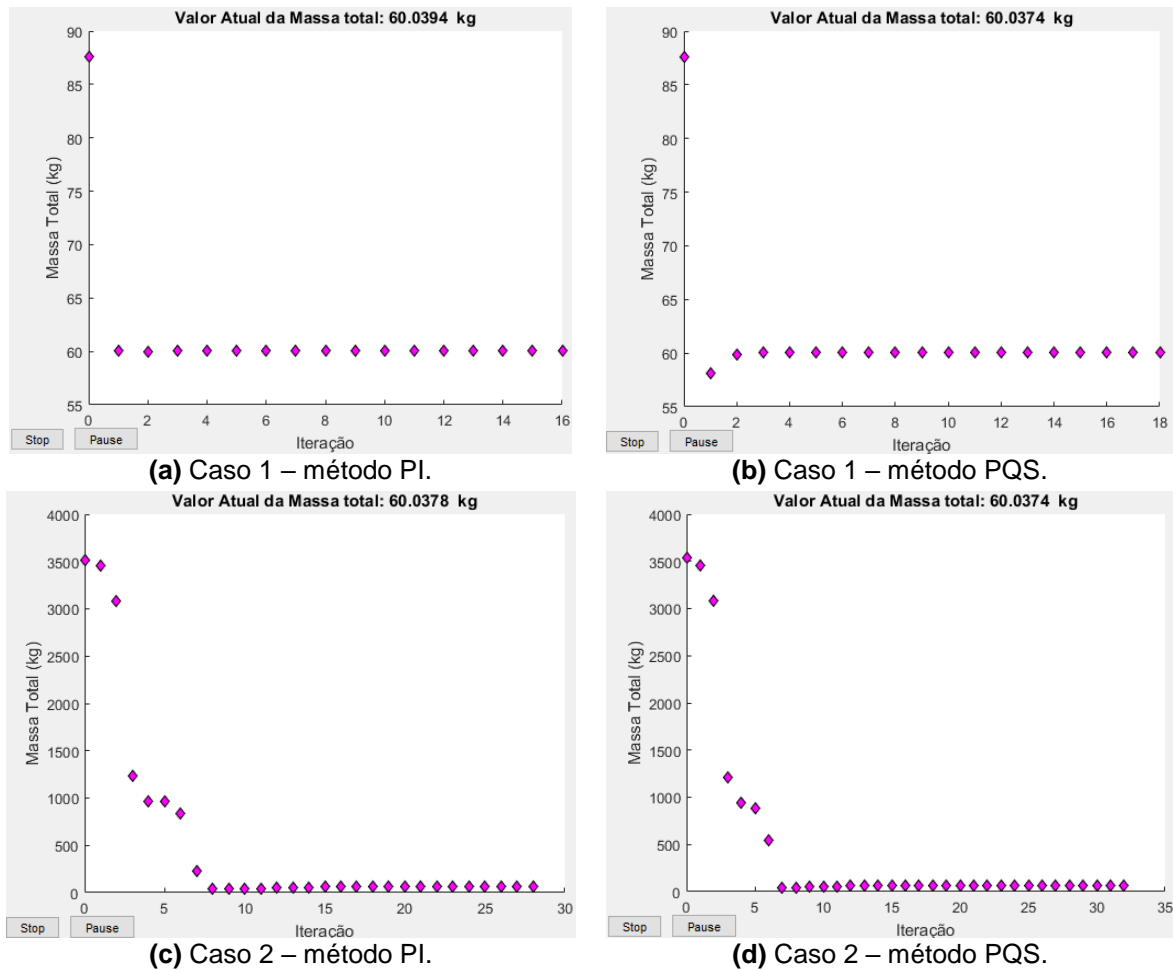 Valor Atual da Massa total: 60.0394 kg
90
85
80
75
70
65
60
55
Massa Total (kg)
0 2 4 6 8 10 12 14 16
Iteração
Stop Pause
(a) Caso 1 – método PI.
Valor Atual da Massa total: 60.0374 kg
90
85
80
75
70
65
60
55
Massa Total (kg)
0 2 4 6 8 10 12 14 16 18
Iteração
Stop Pause
(b) Caso 1 – método PQS.
Valor Atual da Massa total: 60.0378 kg
4000
3500
3000
2500
2000
1500
1000
500
0
Massa Total (kg)
0 5 10 15 20 25 30
Iteração
Stop Pause
(c) Caso 2 – método PI.
Valor Atual da Massa total: 60.0374 kg
4000
3500
3000
2500
2000
1500
1000
500
0
Massa Total (kg)
0 5 10 15 20 25 30 35
Iteração
Stop Pause
(d) Caso 2 – método PQS.